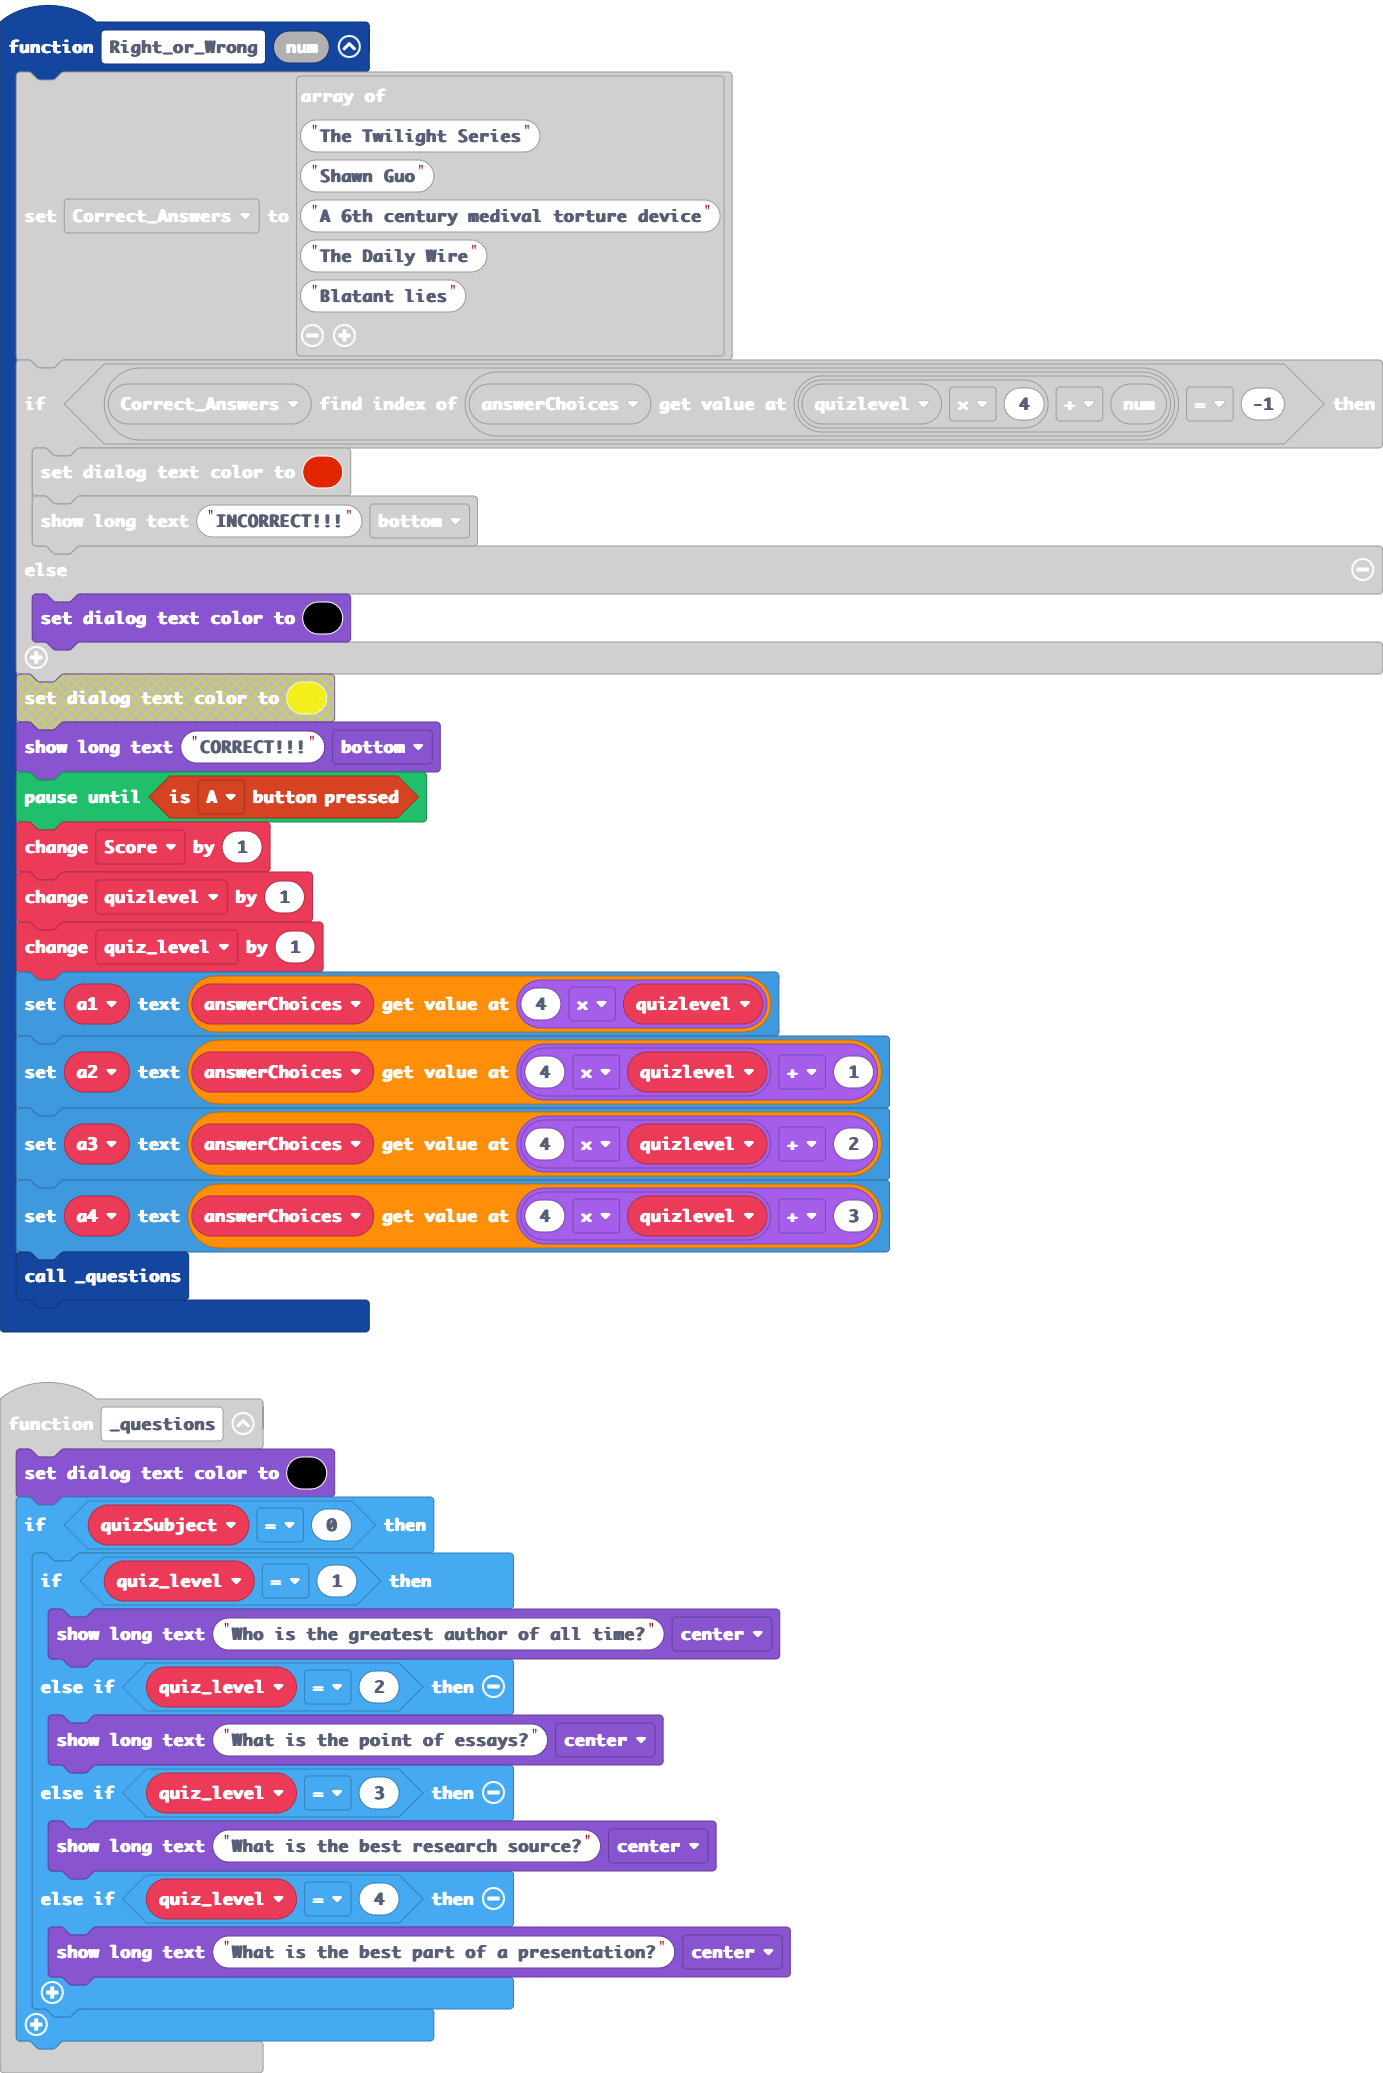 function Right_or_Wrong num
array of
"The Twilight Series"
"Shawn Guo"
set Correct_Answers to "A 6th century medival torture device"
"The Daily Wire"
"Blatant lies"
if Correct_Answers find index of answerChoices get value at quizlevel x 4 + num = -1 then
set dialog text color to
show long text "INCORRECT!!!" bottom
else
set dialog text color to
set dialog text color to
show long text "CORRECT!!!" bottom
pause until is A button pressed
change Score by 1
change quizlevel by 1
change quiz_level by 1
set a1 text answerChoices get value at 4 x quizlevel
set a2 text answerChoices get value at 4 x quizlevel + 1
set a3 text answerChoices get value at 4 x quizlevel + 2
set a4 text answerChoices get value at 4 x quizlevel + 3
call _questions
function _questions
set dialog text color to
if quizSubject = 0 then
if quiz_level = 1 then
show long text "Who is the greatest author of all time?" center
else if quiz_level = 2 then
show long text "What is the point of essays?" center
else if quiz_level = 3 then
show long text "What is the best research source?" center
else if quiz_level = 4 then
show long text "What is the best part of a presentation?" center